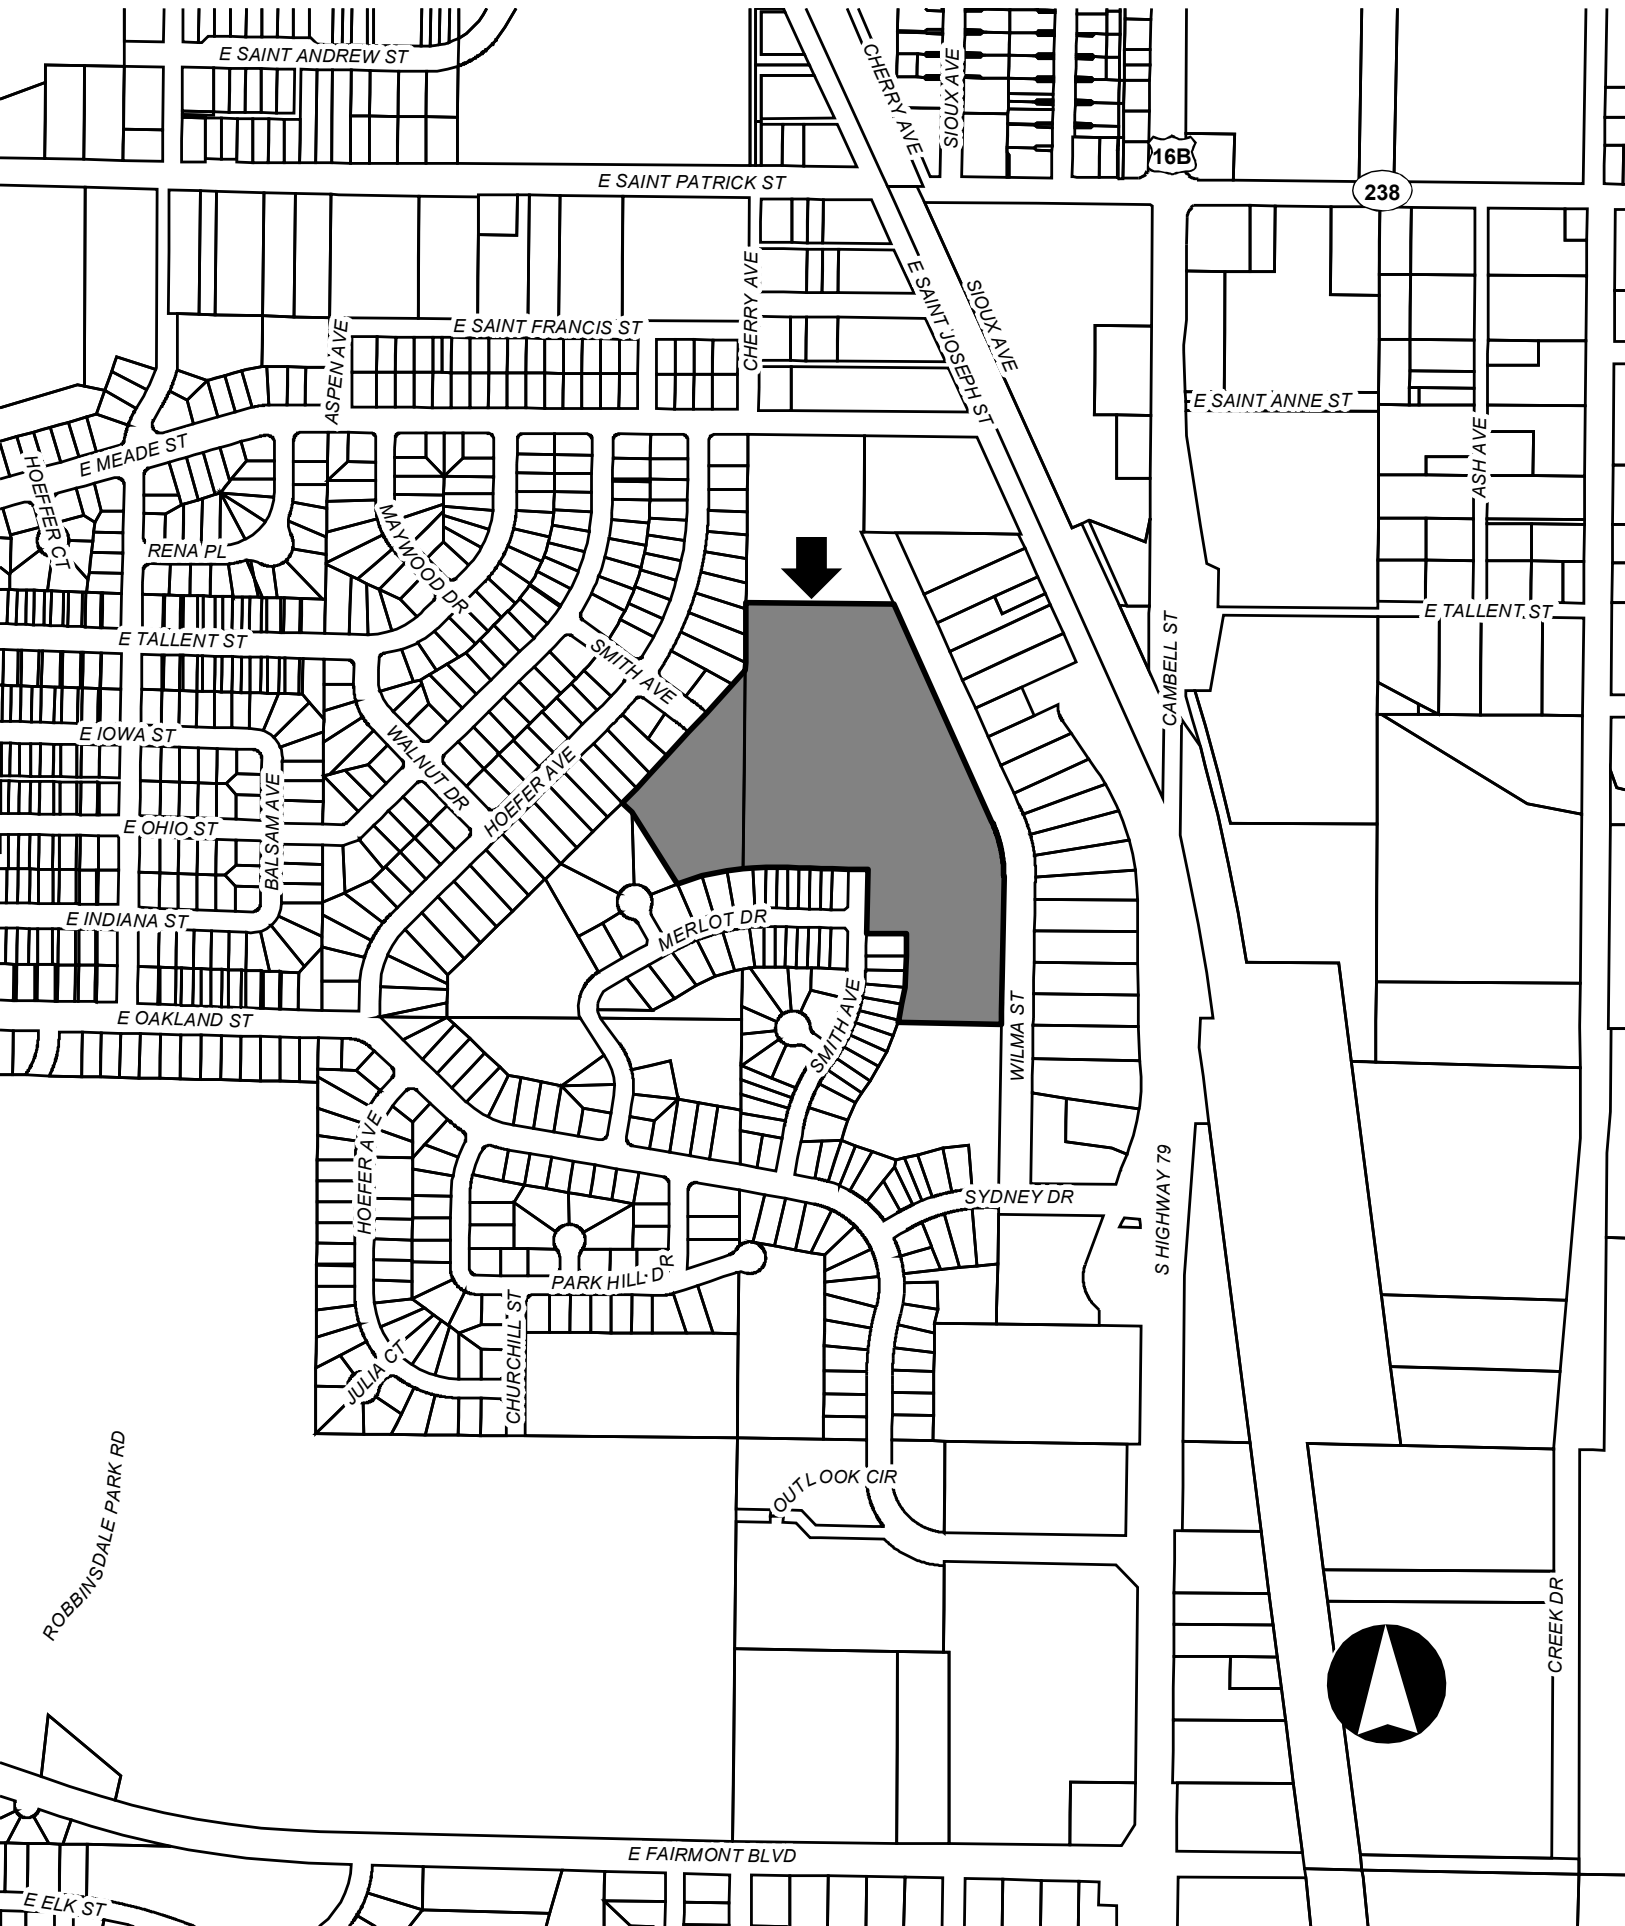 E SAINT ANDREW ST
CHERRY AVE
SIOUX AVE
16B
E SAINT PATRICK ST
238
CHERRY AVE
E SAINT JOSEPH ST
SIOUX AVE
E SAINT FRANCIS ST
ASPEN AVE
E SAINT ANNE ST
E MEADE ST
HOEFFER CT
ASH AVE
RENA PL
MAYWOOD DR
E TALLENT ST
E TALLENT ST
SMITH AVE
CAMBELL ST
E IOWA ST
WALNUT DR
HOEFER AVE
BALSAM AVE
E OHIO ST
E INDIANA ST
MERLOT DR
E OAKLAND ST
SMITH AVE
WILMA ST
HOEFER AVE
SYDNEY DR
S HIGHWAY 79
PARK HILL DR
CHURCHILL ST
JULIA CT
OUTLOOK CIR
ROBBINSDALE PARK RD
CREEK DR
E FAIRMONT BLVD
E ELK ST